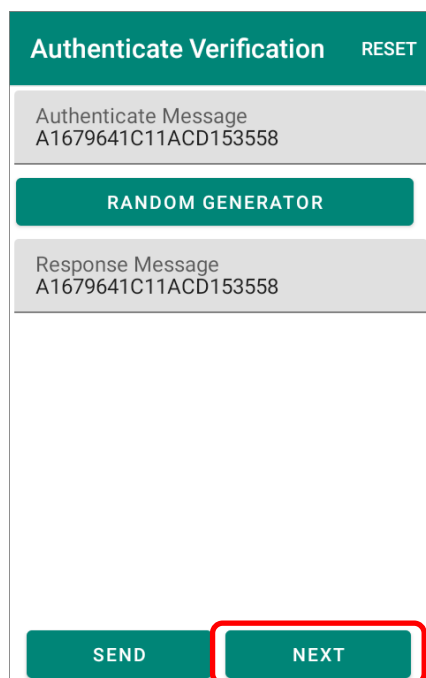 Authenticate Verification RESET
Authenticate Message
A1679641C11ACD153558
RANDOM GENERATOR
Response Message
A1679641C11ACD153558
SEND NEXT